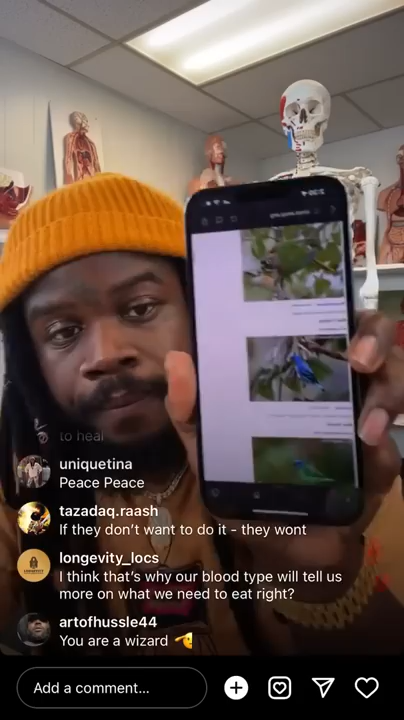 to heal
uniquetina
Peace Peace
tazadaq.raash
If they don't want to do it - they wont
longevity_locs
I think that's why our blood type will tell us
more on what we need to eat right?
artofhussle44
You are a wizard
Add a comment...